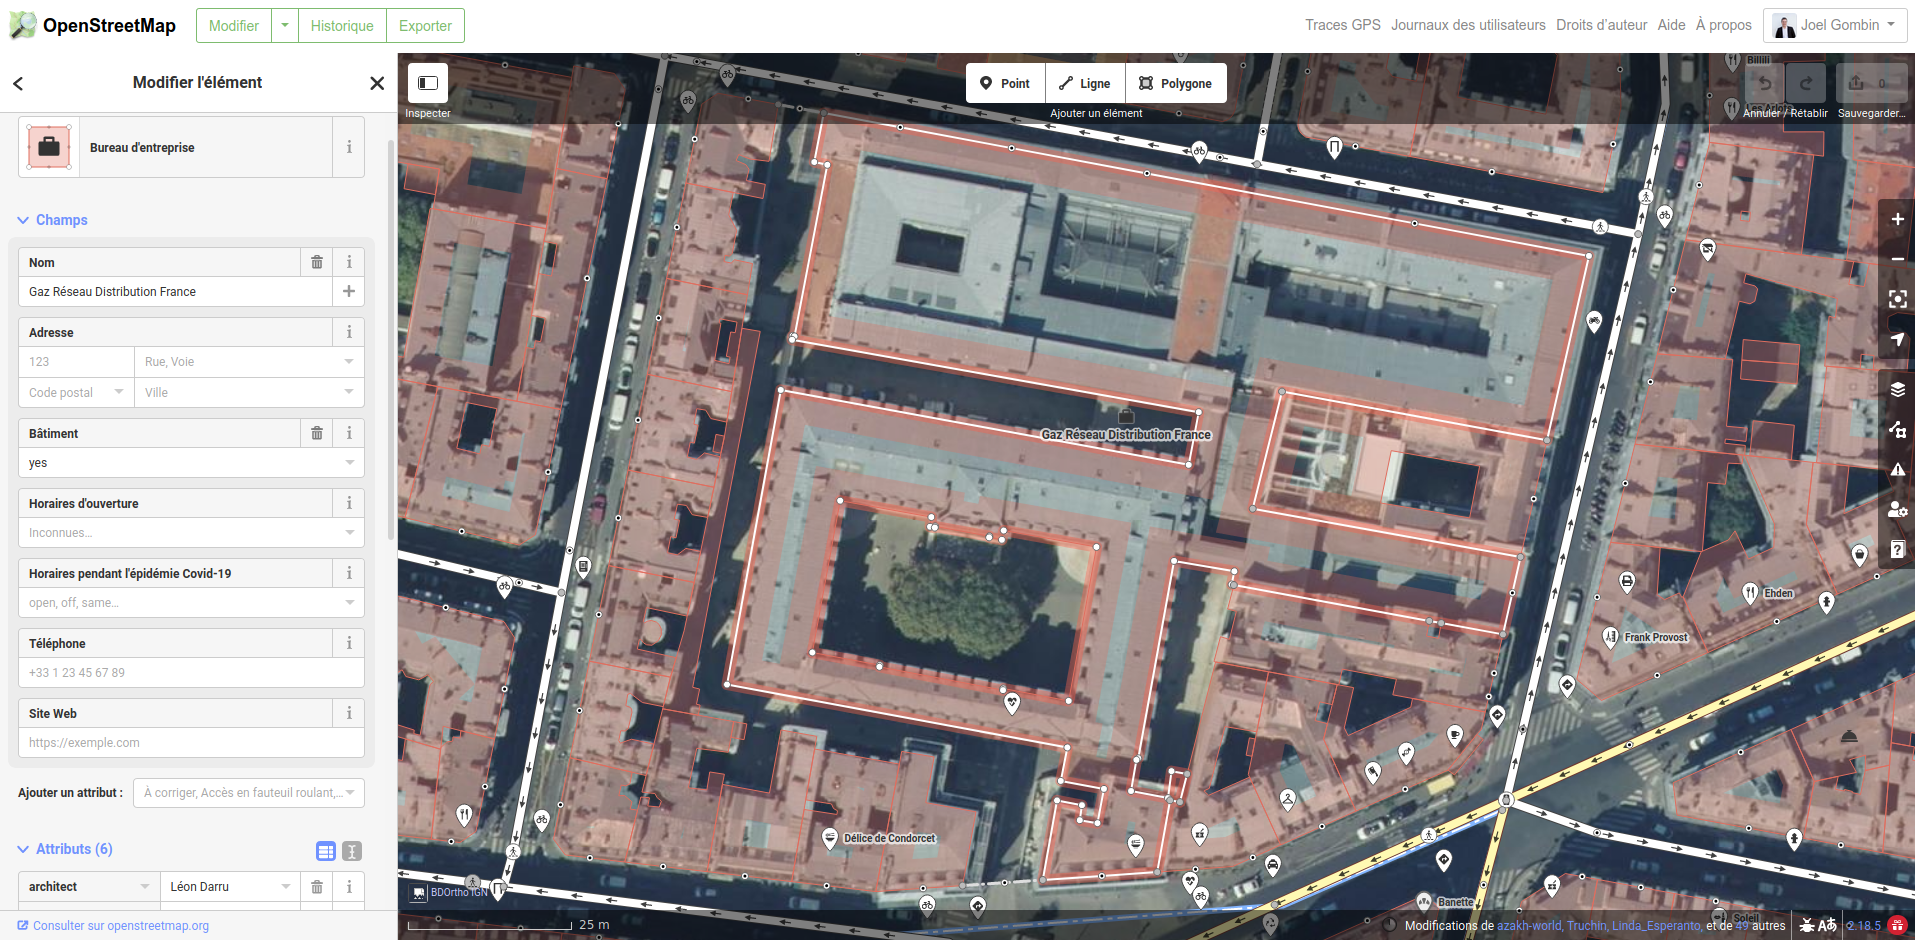 OpenStreetMap
Modifier
Historique
Exporter
Traces GPS
Journaux des utilisateurs
Droits d'auteur
Aide
À propos
Joel Gombin
Modifier l'élément
Bureau d'entreprise
Champs
Nom
Gaz Réseau Distribution France
Adresse
123
Rue, Voie
Code postal
Ville
Bâtiment
yes
Horaires d'ouverture
Inconnues...
Horaires pendant l'épidémie Covid-19
open, off, same...
Téléphone
+33 1 23 45 67 89
Site Web
https://exemple.com
Ajouter un attribut :
À corriger, Accès en fauteuil roulant,...
Attributs (6)
architect
Léon Darru
Consulter sur openstreetmap.org
Inspecter
Point
Ligne
Polygone
Ajouter un élément
Billili
0
Annuler / Rétablir
Sauvegarder...
Gaz Réseau Distribution France
Ehden
Frank Provost
Délice de Condorcet
Banette
Soleil
BDOrtho IGN
25 m
Modifications de azakh-world, Truchin, Linda_Esperanto, et de 49 autres
2.18.5